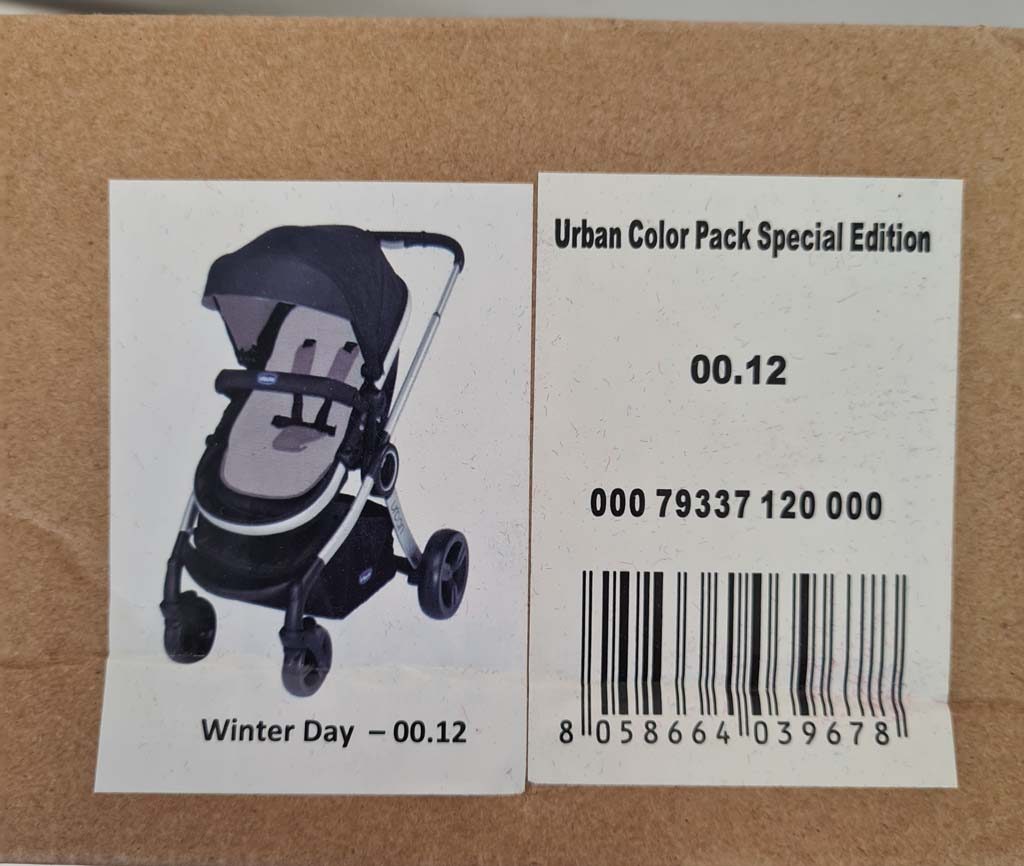 Winter Day – 00.12
Urban Color Pack Special Edition
00.12
000 79337 120 000
8 058664 039678